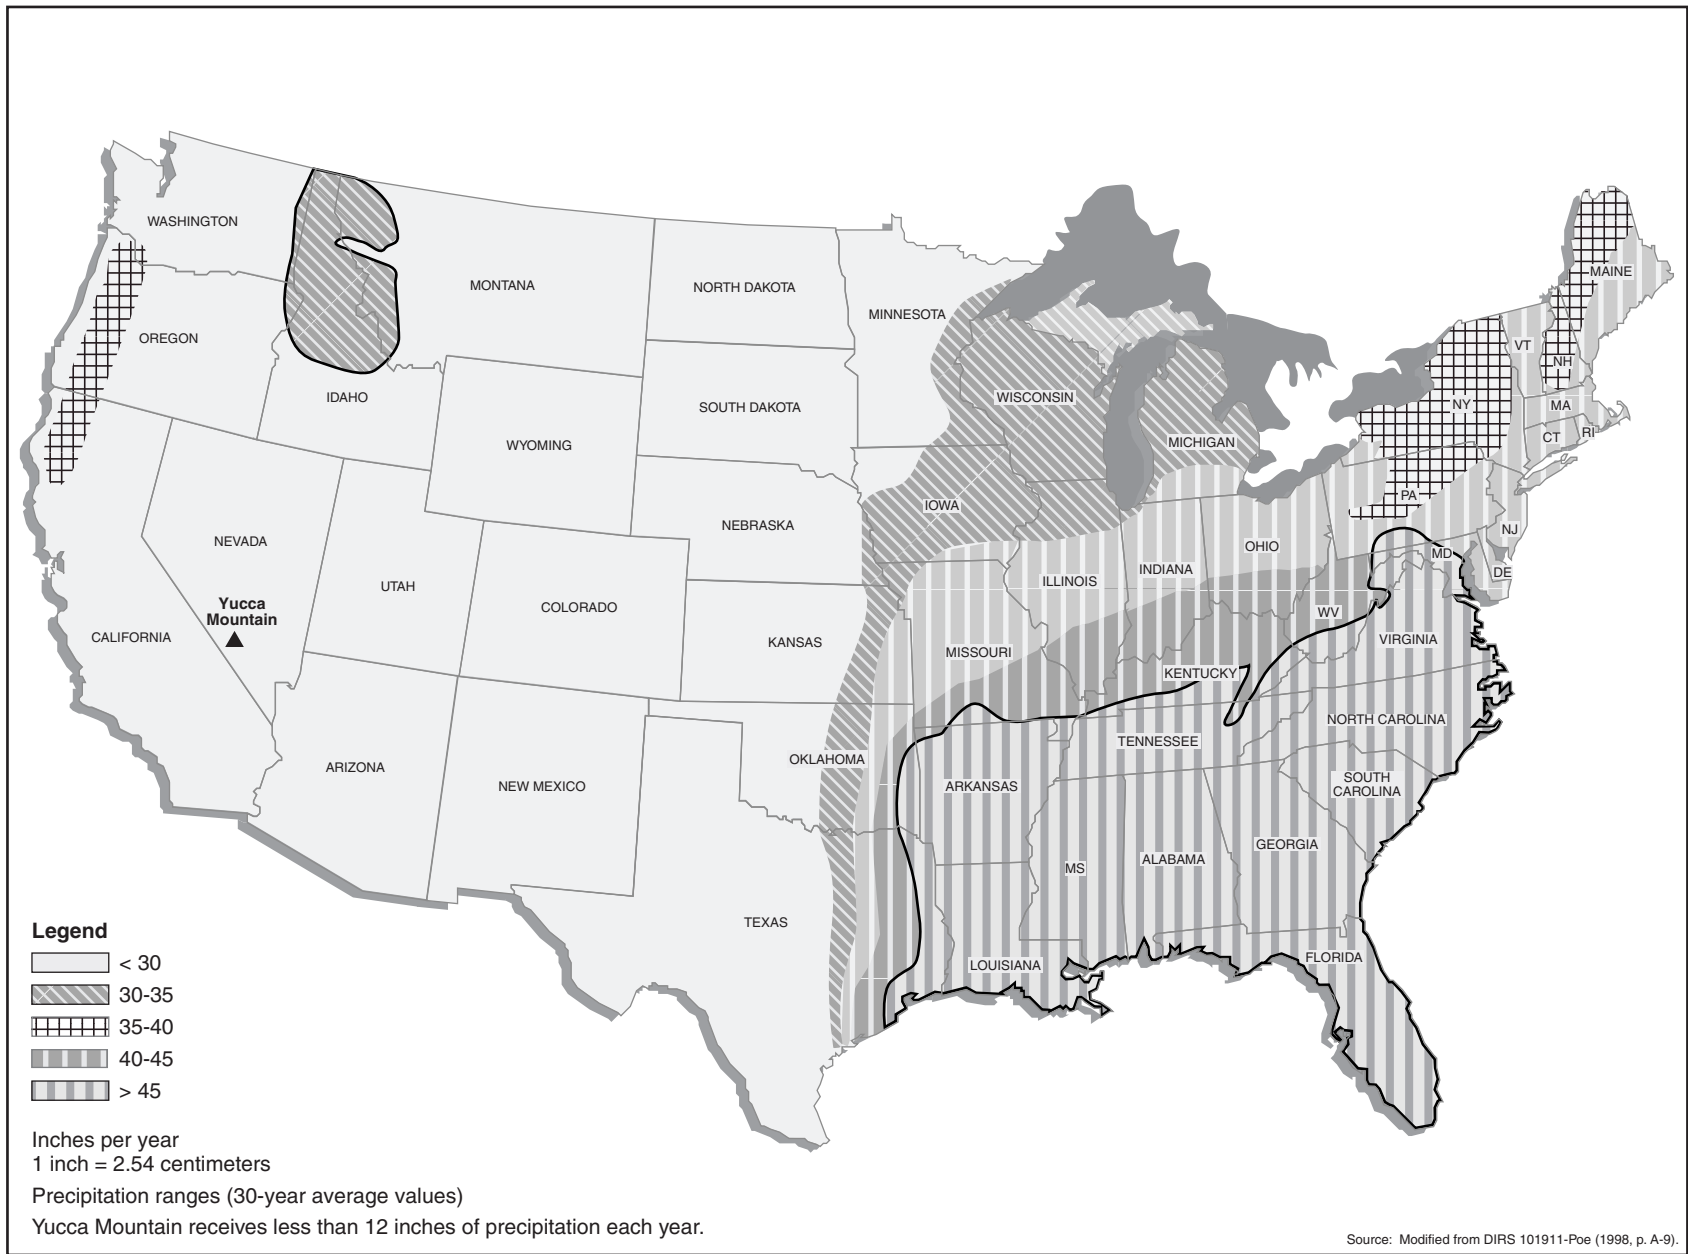 WASHINGTON
MONTANA
NORTH DAKOTA
MINNESOTA
MAINE
OREGON
VT
NH
IDAHO
WISCONSIN
SOUTH DAKOTA
NY
MA
WYOMING
MICHIGAN
CT
RI
IOWA
PA
NEBRASKA
NJ
NEVADA
OHIO
MD
INDIANA
ILLINOIS
DE
UTAH
COLORADO
Yucca
Mountain
WV
CALIFORNIA
KANSAS
MISSOURI
VIRGINIA
KENTUCKY
NORTH CAROLINA
TENNESSEE
OKLAHOMA
ARIZONA
NEW MEXICO
ARKANSAS
SOUTH
CAROLINA
GEORGIA
ALABAMA
MS
TEXAS
FLORIDA
LOUISIANA
Legend
< 30
30-35
35-40
40-45
> 45
Inches per year
1 inch = 2.54 centimeters
Precipitation ranges (30-year average values)
Yucca Mountain receives less than 12 inches of precipitation each year.
Source: Modified from DIRS 101911-Poe (1998, p. A-9).